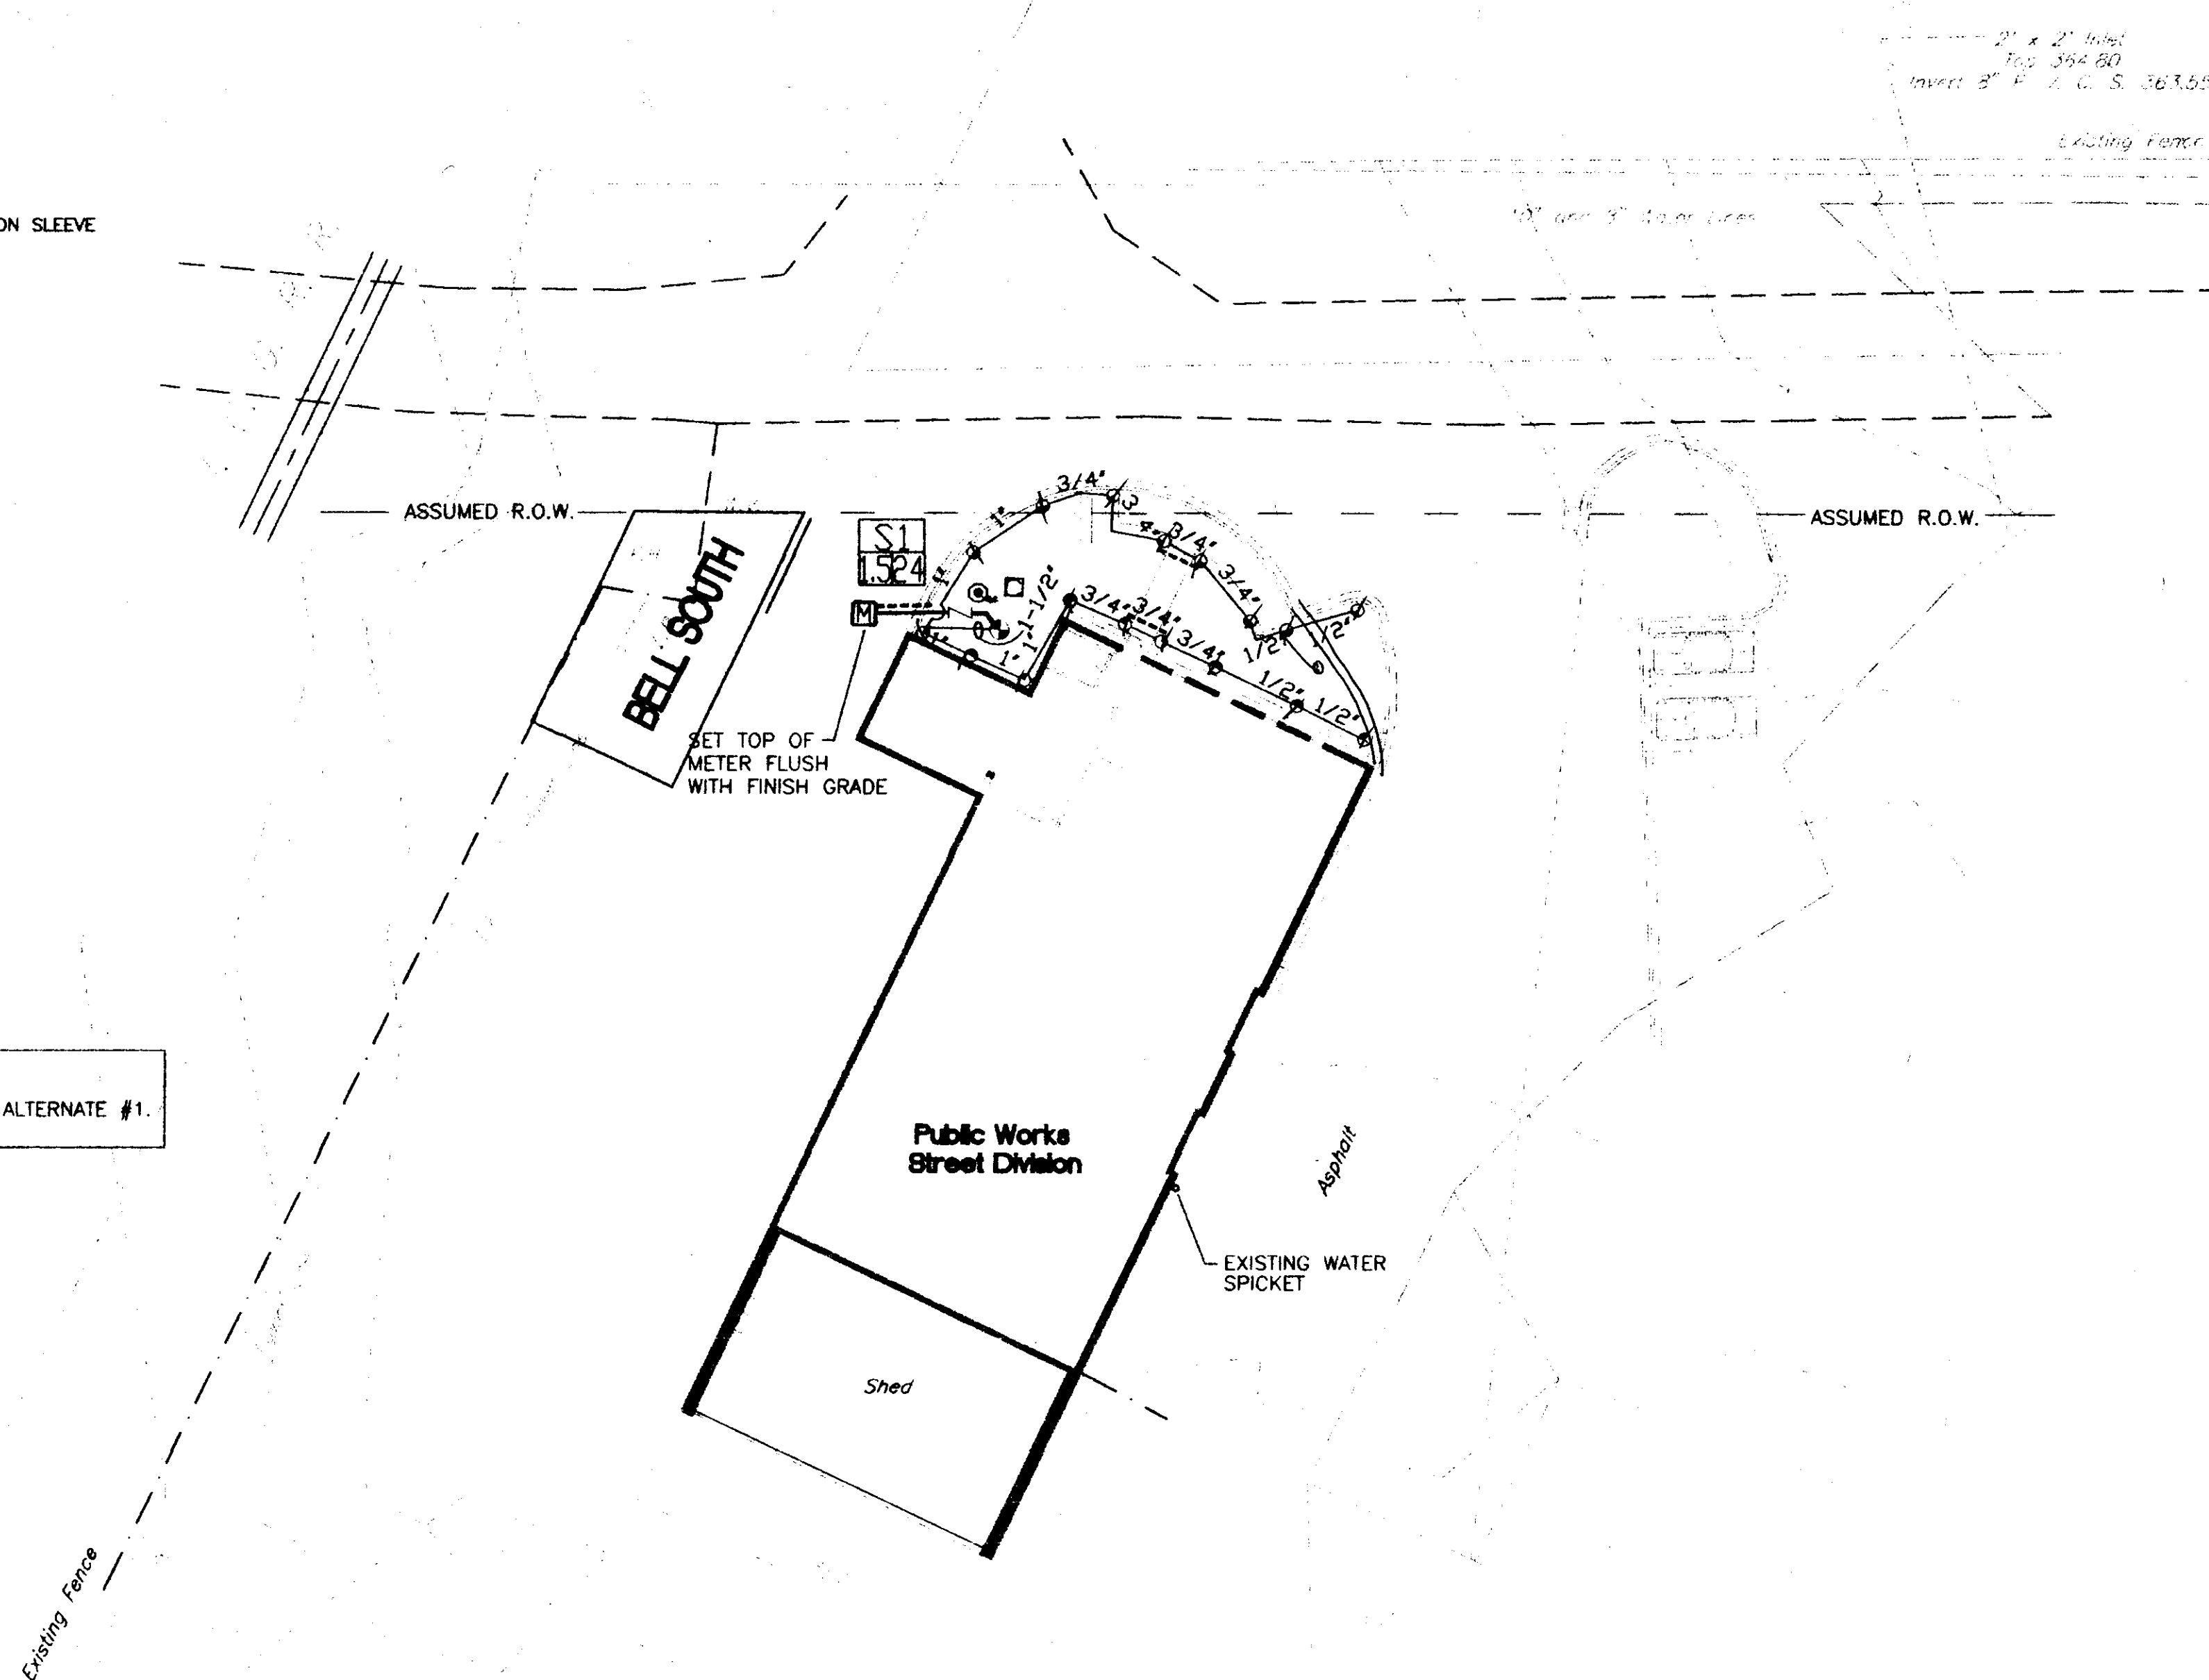 2' x 2' Inlet
Top 364.80
Existing Fence
ON SLEEVE
ASSUMED R.O.W.
ASSUMED R.O.W.
BELL SOUTH
S1
1.5 24
M
3/4"
1"
1"
3/4"
3/4"
1-1/2"
3/4"
3/4"
3/4"
1/2"
1/2"
1/2"
1/2"
1"
1"
SET TOP OF
METER FLUSH
WITH FINISH GRADE
ALTERNATE #1.
Public Works
Street Division
Asphalt
EXISTING WATER
SPICKET
Shed
Existing Fence